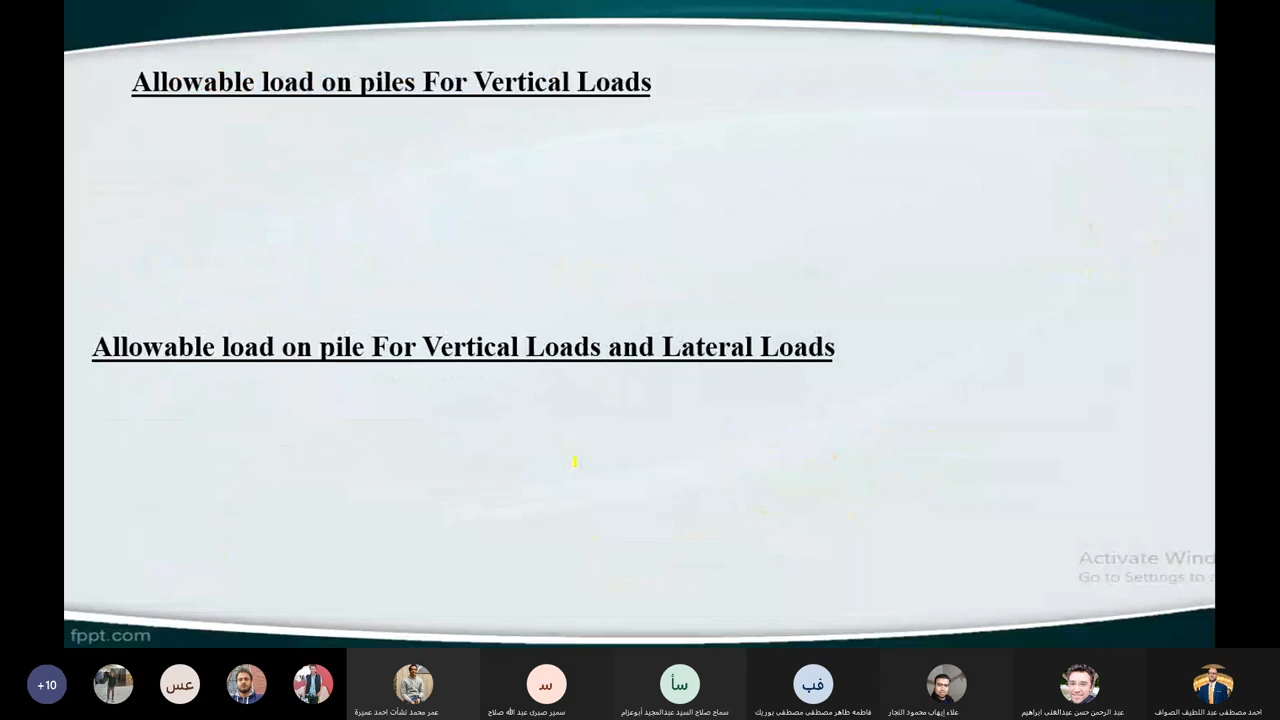 Allowable load on piles For Vertical Loads
Allowable load on pile For Vertical Loads and Lateral Loads
Activate Wind
Go to Settings to a
fppt.com
+10
عس
س
سأ
فب
عمر محمد نشأت احمد عميرة
سمير صبرى عبد الله صلاح
سماح صلاح السيد عبدالمجيد أبوعزام
فاطمه طاهر مصطفى مصطفى بوريك
علاء إيهاب محمود النجار
عبد الرحمن حسن عبدالغنى ابراهيم
احمد مصطفى عبد اللطيف الصواف